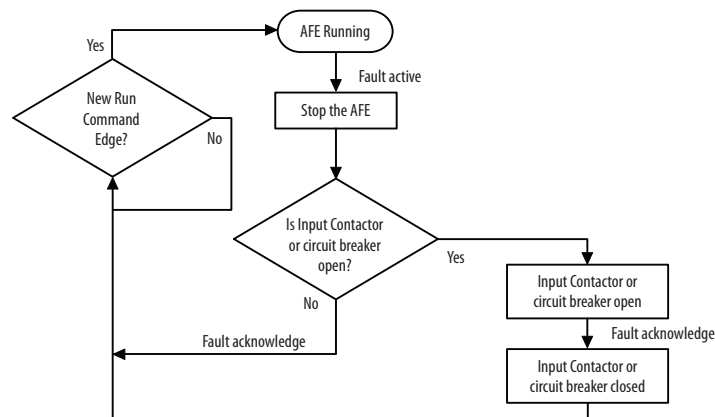 AFE Running
Yes
Fault active
New Run
Command
Edge?
Stop the AFE
No
Is Input Contactor
or circuit breaker
open?
Yes
Input Contactor or
circuit breaker open
No
Fault acknowledge
Fault acknowledge
Input Contactor or
circuit breaker closed